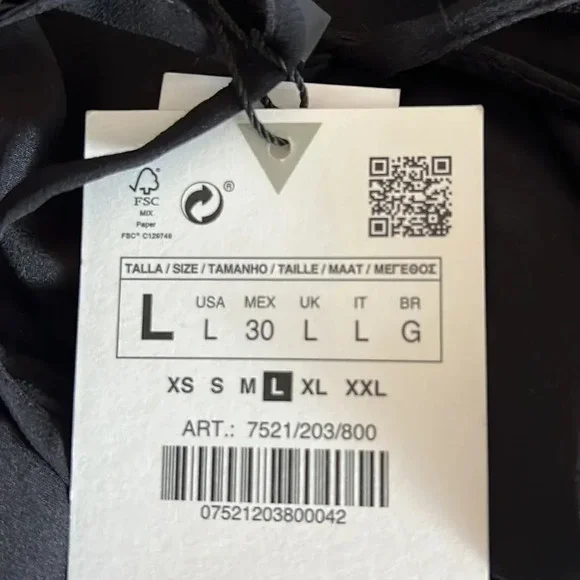 FSC
MIX
Paper
FSC® C129749
®
TALLA / SIZE / TAMANHO / TAILLE / MAAT / ΜΕΓΕΘΟΣ
L
USA MEX UK IT BR
L 30 L L G
XS S M L XL XXL
ART.: 7521/203/800
07521203800042